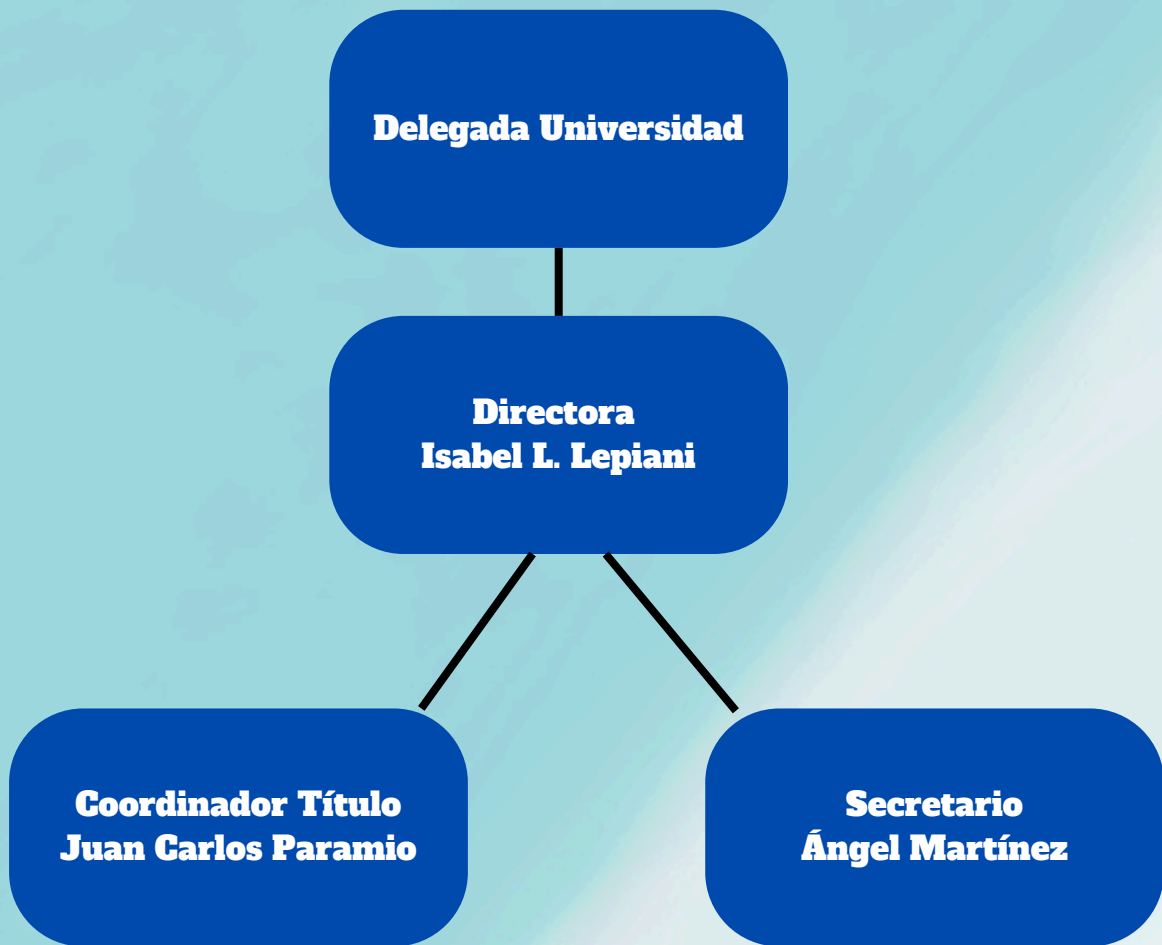 Delegada Universidad
Directora
Isabel L. Lepiani
Coordinador Título
Juan Carlos Paramio
Secretario
Ángel Martínez